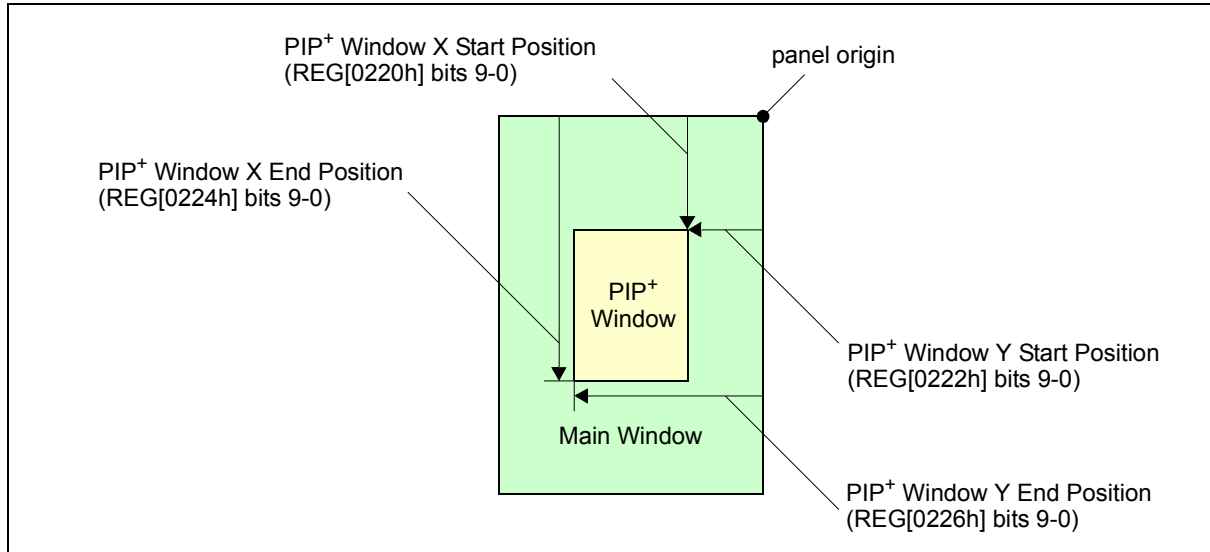 PIP+ Window X Start Position
(REG[0220h] bits 9-0)
panel origin
PIP+ Window X End Position
(REG[0224h] bits 9-0)
PIP+
Window
PIP+ Window Y Start Position
(REG[0222h] bits 9-0)
Main Window
PIP+ Window Y End Position
(REG[0226h] bits 9-0)